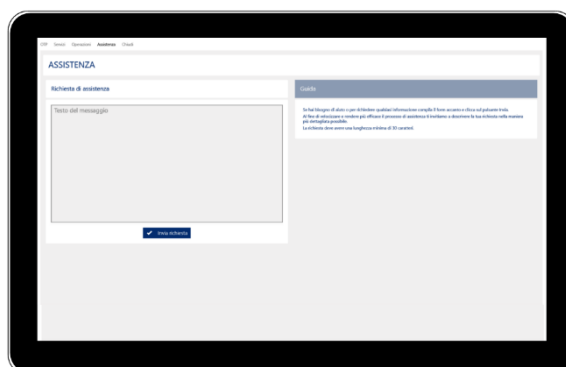 OTP Servizi Operazioni Assistenza Chiudi
ASSISTENZA
Richiesta di assistenza
Guida
Testo del messaggio
Se hai bisogno di aiuto o per richiedere qualsiasi informazione compila il form accanto e clicca sul pulsante Invia.
Al fine di velocizzare e rendere più efficace il processo di assistenza ti invitiamo a descrivere la tua richiesta nella maniera
più dettagliata possibile.
La richiesta deve avere una lunghezza minima di 30 caratteri.
Invia richiesta